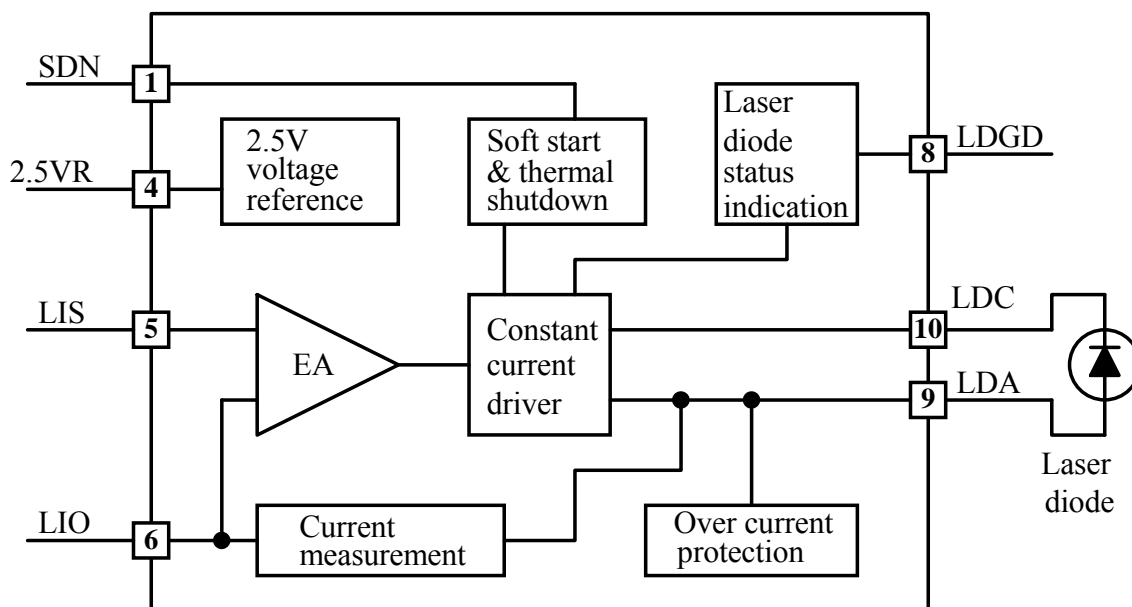 SDN
1
2.5VR
4
2.5V
voltage
reference
Soft start
& thermal
shutdown
Laser
diode
status
indication
8
LDGD
LIS
5
EA
Constant
current
driver
10
LDC
9
LDA
Laser
diode
LIO
6
Current
measurement
Over current
protection